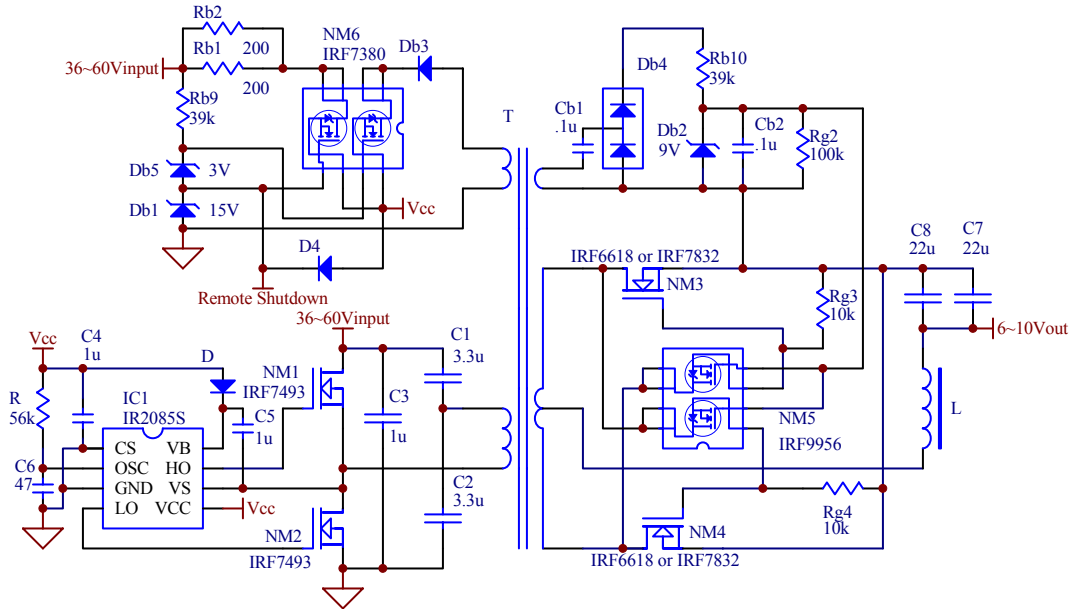 Rb2
200
Rb1
200
36~60Vinput
Rb9
39k
Db5
3V
Db1
15V
NM6
IRF7380
Db3
Vcc
D4
Remote Shutdown
T
Cb1
.1u
Db4
Rb10
39k
Db2
9V
Cb2
.1u
Rg2
100k
IRF6618 or IRF7832
NM3
Rg3
10k
C8
22u
C7
22u
6~10Vout
NM5
IRF9956
L
Rg4
10k
NM4
IRF6618 or IRF7832
36~60Vinput
Vcc
C4
1u
D
R
56k
IC1
IR2085S
CS
OSC
GND
LO
VB
HO
VS
VCC
Vcc
C6
47
C5
1u
NM1
IRF7493
C3
1u
C1
3.3u
C2
3.3u
NM2
IRF7493